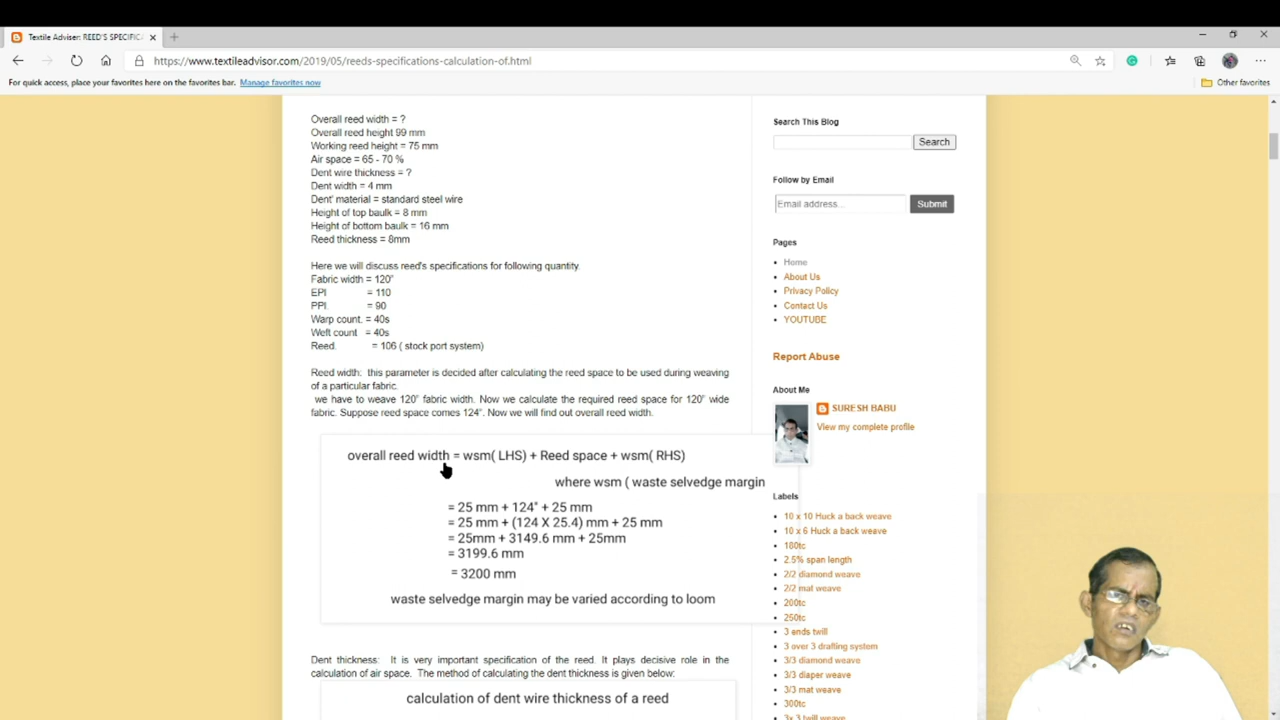 Textile Adviser: REED'S SPECIFIC
https://www.textileadvisor.com/2019/05/reeds-specifications-calculation-of.html
For quick access, place your favorites here on the favorites bar. Manage favorites now
Other favorites
Overall reed width = ?
Overall reed height 99 mm
Working reed height = 75 mm
Air space = 65 - 70 %
Dent wire thickness = ?
Dent width = 4 mm
Dent' material = standard steel wire
Height of top baulk = 8 mm
Height of bottom baulk = 16 mm
Reed thickness = 8mm
Here we will discuss reed's specifications for following quantity.
Fabric width = 120"
EPI = 110
PPI. = 90
Warp count. = 40s
Weft count = 40s
Reed. = 106 ( stock port system)
Reed width: this parameter is decided after calculating the reed space to be used during weaving
of a particular fabric.
we have to weave 120" fabric width. Now we calculate the required reed space for 120" wide
fabric. Suppose reed space comes 124". Now we will find out overall reed width.
overall reed width = wsm( LHS) + Reed space + wsm( RHS)
where wsm ( waste selvedge margin
= 25 mm + 124" + 25 mm
= 25 mm + (124 X 25.4) mm + 25 mm
= 25mm + 3149.6 mm + 25mm
= 3199.6 mm
= 3200 mm
waste selvedge margin may be varied according to loom
Dent thickness: It is very important specification of the reed. It plays decisive role in the
calculation of air space. The method of calculating the dent thickness is given below:
calculation of dent wire thickness of a reed
Search This Blog
Search
Follow by Email
Email address...
Submit
Pages
Home
About Us
Privacy Policy
Contact Us
YOUTUBE
Report Abuse
About Me
SURESH BABU
View my complete profile
Labels
10 x 10 Huck a back weave
10 x 6 Huck a back weave
180tc
2.5% span length
2/2 diamond weave
2/2 mat weave
200tc
250tc
3 ends twill
3 over 3 drafting system
3/3 diamond weave
3/3 diaper weave
3/3 mat weave
300tc
3x 3 twill weave